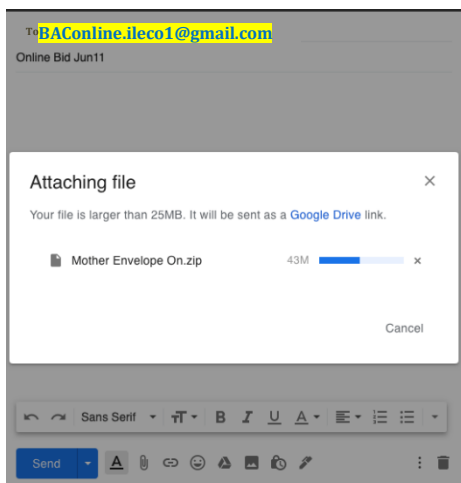 To BAConline.ileco1@gmail.com
Online Bid Jun11
Attaching file
Your file is larger than 25MB. It will be sent as a Google Drive link.
Mother Envelope On.zip 43M
Cancel
Sans Serif
Send